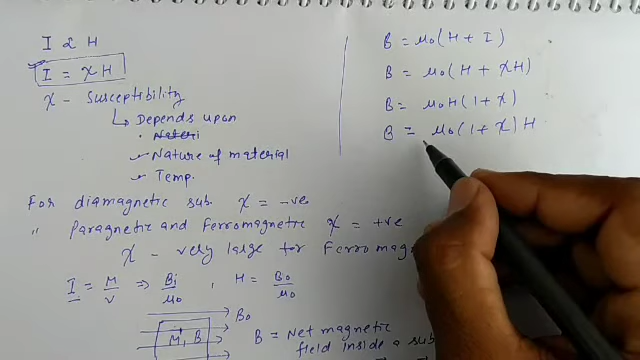 I ∝ H
I = χH
χ - Susceptibility
↳ Depends upon
Nature of material
Temp.
For diamagnetic sub. χ = -ve
" Paragnetic and Ferromagnetic χ = +ve
χ - very large for Ferromag
I = M/V ⇒ Bi/μ0 , H = B0/μ0
B0
M, B
B = Net magnetic
field inside a sub
B = μ0(H + I)
B = μ0(H + χH)
B = μ0H(1+χ)
B = μ0(1+χ)H